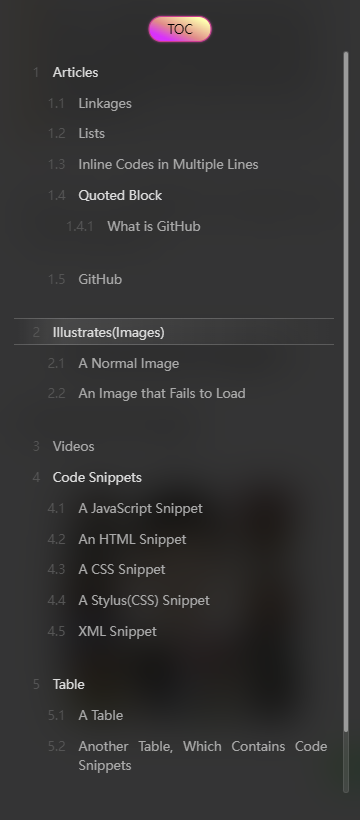 TOC
1 Articles
1.1 Linkages
1.2 Lists
1.3 Inline Codes in Multiple Lines
1.4 Quoted Block
1.4.1 What is GitHub
1.5 GitHub
2 Illustrates(Images)
2.1 A Normal Image
2.2 An Image that Fails to Load
3 Videos
4 Code Snippets
4.1 A JavaScript Snippet
4.2 An HTML Snippet
4.3 A CSS Snippet
4.4 A Stylus(CSS) Snippet
4.5 XML Snippet
5 Table
5.1 A Table
5.2 Another Table, Which Contains Code
Snippets